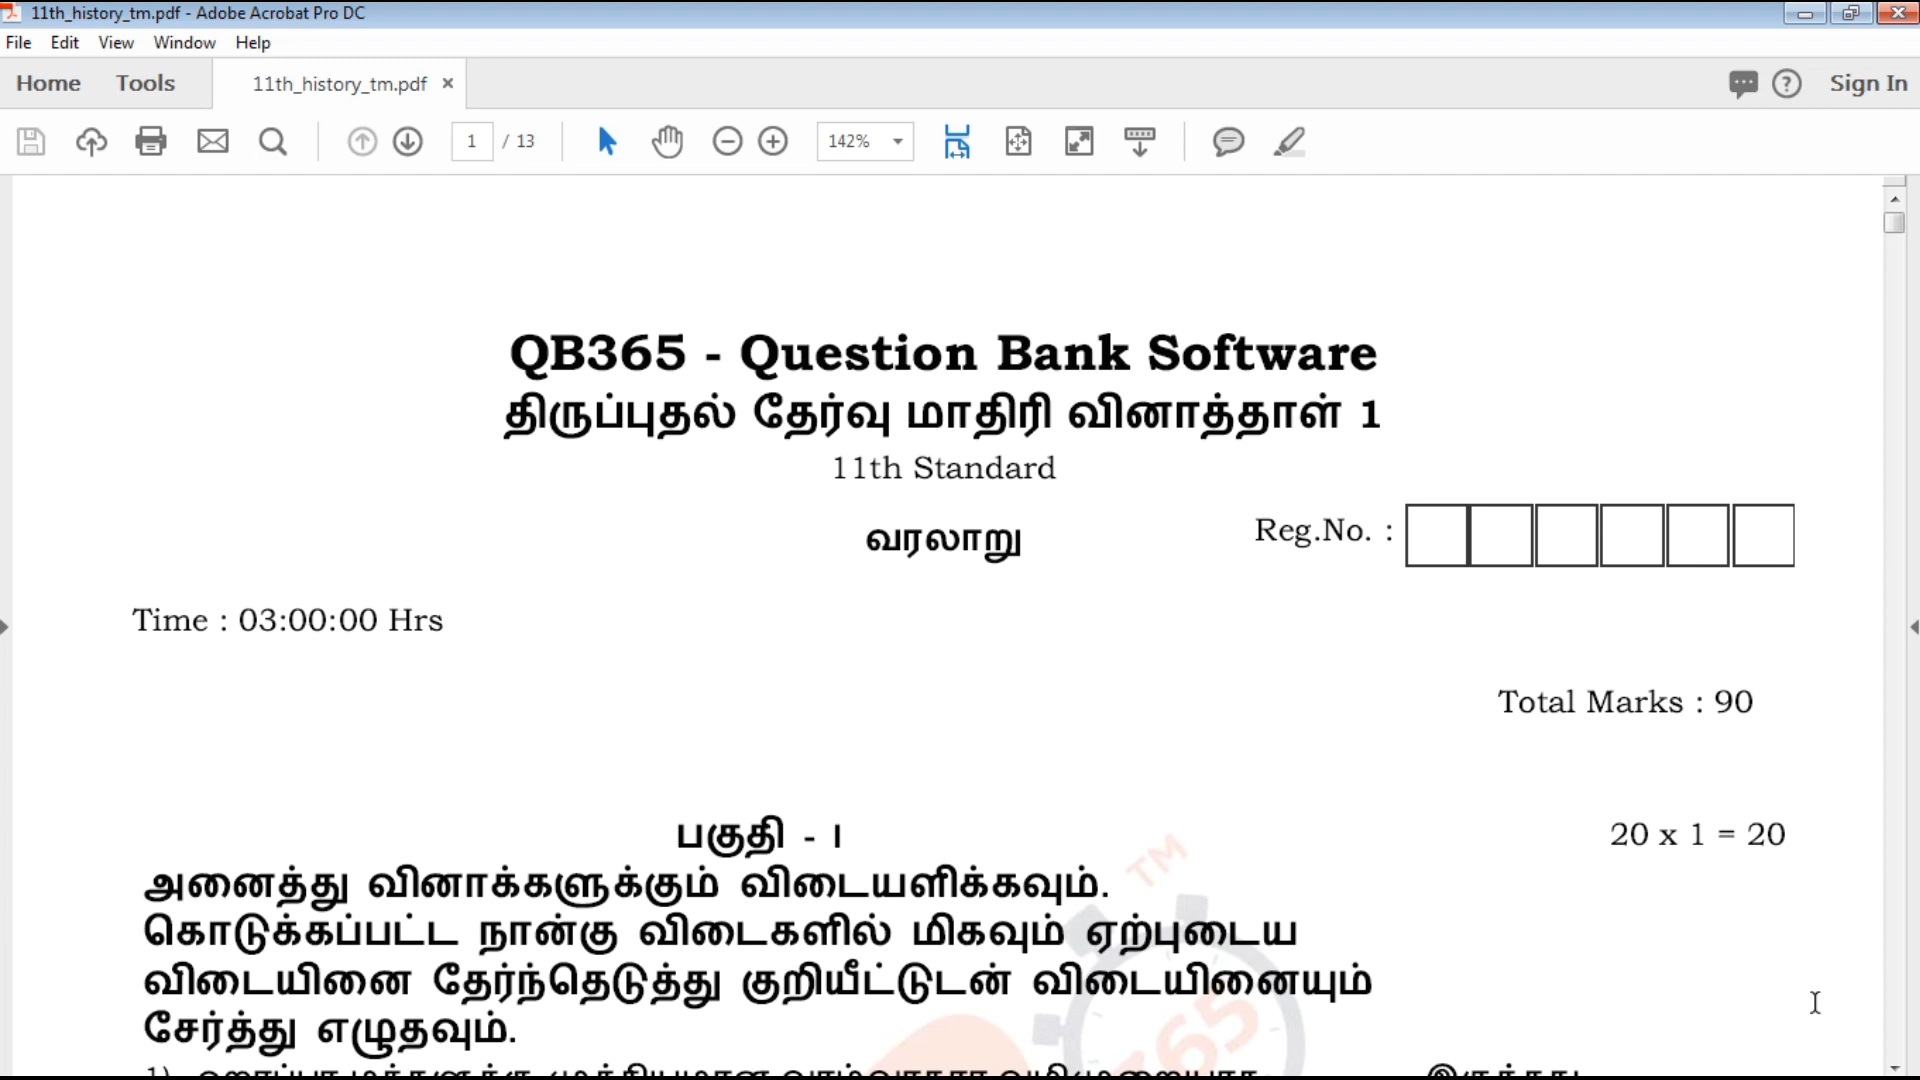 11th_history_tm.pdf - Adobe Acrobat Pro DC
File Edit View Window Help
Home Tools 11th_history_tm.pdf × Sign In
1 / 13 142%
QB365 - Question Bank Software
திருப்புதல் தேர்வு மாதிரி வினாத்தாள் 1
11th Standard
வரலாறு
Reg.No. :
Time : 03:00:00 Hrs
Total Marks : 90
பகுதி - I
20 x 1 = 20
அனைத்து வினாக்களுக்கும் விடையளிக்கவும்.
கொடுக்கப்பட்ட நான்கு விடைகளில் மிகவும் ஏற்புடைய
விடையினை தேர்ந்தெடுத்து குறியீட்டுடன் விடையினையும்
சேர்த்து எழுதவும்.
TM
365